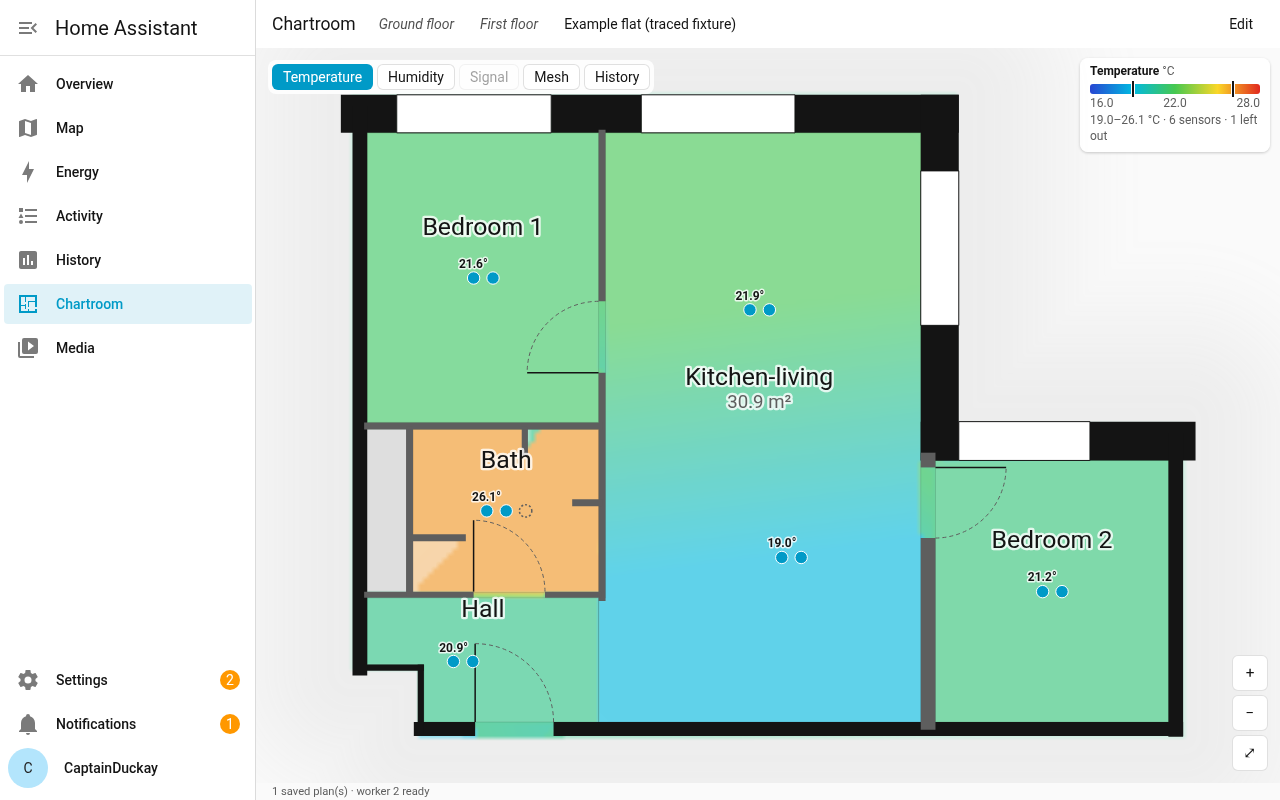 Home Assistant
Overview
Map
Energy
Activity
History
Chartroom
Media
Settings
2
Notifications
1
C
CaptainDuckay
Chartroom
Ground floor
First floor
Example flat (traced fixture)
Edit
Temperature
Humidity
Signal
Mesh
History
Temperature °C
16.0
22.0
28.0
19.0–26.1 °C · 6 sensors · 1 left
out
Bedroom 1
21.6°
21.9°
Kitchen-living
30.9 m²
Bath
26.1°
19.0°
Bedroom 2
21.2°
Hall
20.9°
+
−
⤢
1 saved plan(s) · worker 2 ready